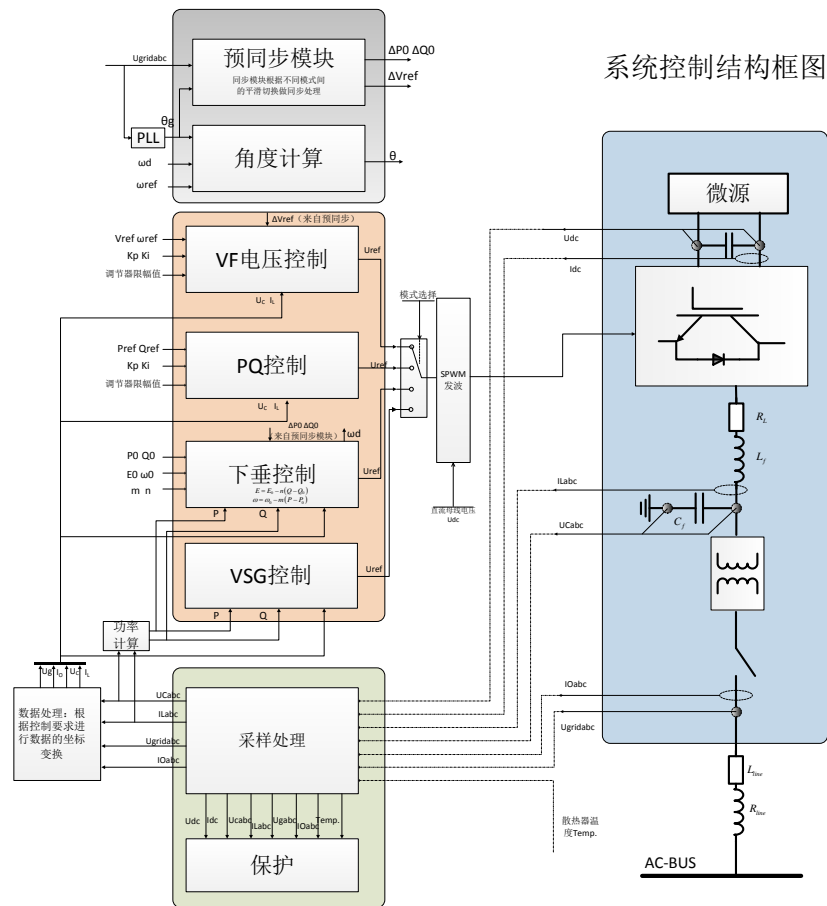 系统控制结构框图
Ugridabc
预同步模块
同步模块根据不同模式间
的平滑切换做同步处理
ΔP0 ΔQ0
ΔVref
θg
PLL
ωd
ωref
角度计算
θ
ΔVref（来自预同步）
Vref ωref
Kp Ki
调节器限幅值
VF电压控制
Uref
Uc IL
Pref Qref
Kp Ki
调节器限幅值
PQ控制
Uref
Uc IL
ΔP0 ΔQ0
（来自预同步模块）
ωd
P0 Q0
E0 ω0
m n
下垂控制
E=E0-n(Q-Q0)
ω=ω0-m(P-P0)
Uref
P
Q
VSG控制
Uref
P
Q
模式选择
SPWM
发波
直流母线电压
Udc
功率
计算
Ug IO UC IL
数据处理：根
据控制要求进
行数据的坐标
变换
UCabc
ILabc
Ugridabc
IOabc
采样处理
Udc
Idc
Ucabc
ILabc
Ugabc
IOabc
Temp.
保护
微源
Udc
Idc
RL
Lf
ILabc
UCabc
Cf
IOabc
Ugridabc
Lline
Rline
散热器温
度Temp.
AC-BUS